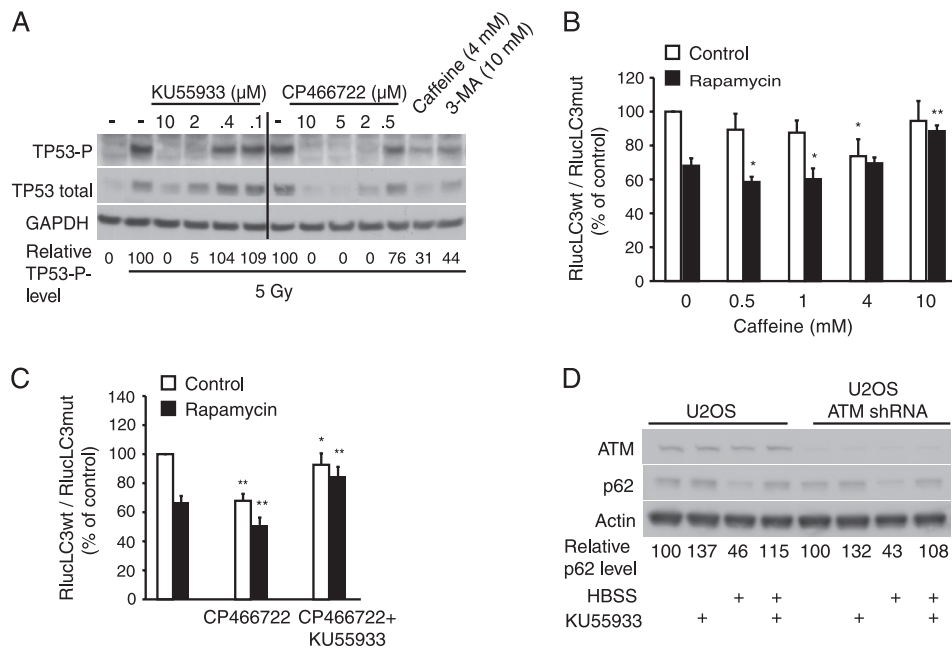 A
KU55933 (µM)
CP466722 (µM)
Caffeine (4 mM)
3-MA (10 mM)
- - 10 2 .4 .1 - 10 5 2 .5
TP53-P
TP53 total
GAPDH
Relative TP53-P-level
0 100 0 5 104 109 100 0 0 0 76 31 44
5 Gy
B
Control
Rapamycin
RlucLC3wt / RlucLC3mut
(% of control)
120
100
80
60
40
20
0
* * * **
0 0.5 1 4 10
Caffeine (mM)
C
Control
Rapamycin
RlucLC3wt / RlucLC3mut
(% of control)
140
120
100
80
60
40
20
0
** ** * **
CP466722 CP466722+
KU55933
D
U2OS
U2OS
ATM shRNA
ATM
p62
Actin
Relative
p62 level
100 137 46 115 100 132 43 108
HBSS + + + +
KU55933 + + + +